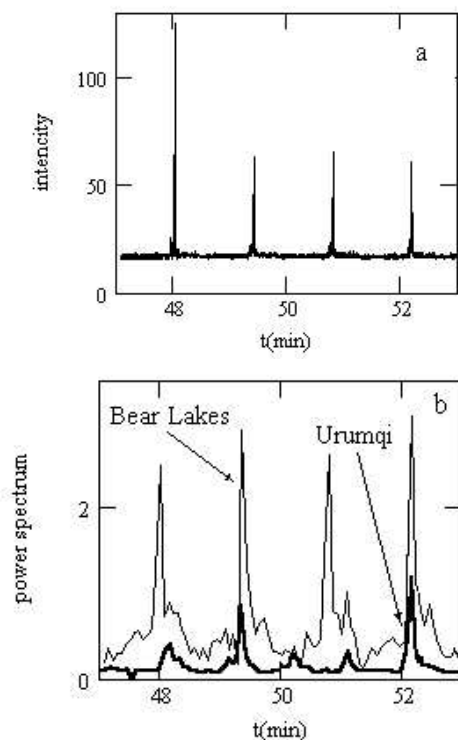 a
100
50
0
intencity
48 50 52
t(min)
b
Bear Lakes
Urumqi
2
0
power spectrum
48 50 52
t(min)